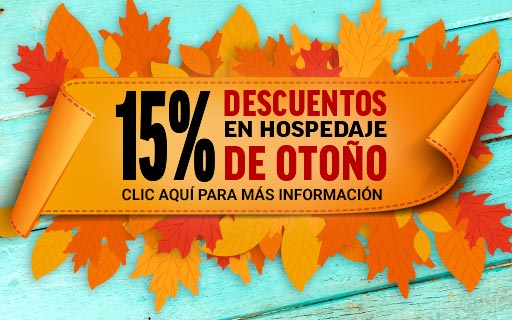 15% DESCUENTOS
EN HOSPEDAJE
DE OTOÑO
CLIC AQUÍ PARA MÁS INFORMACIÓN